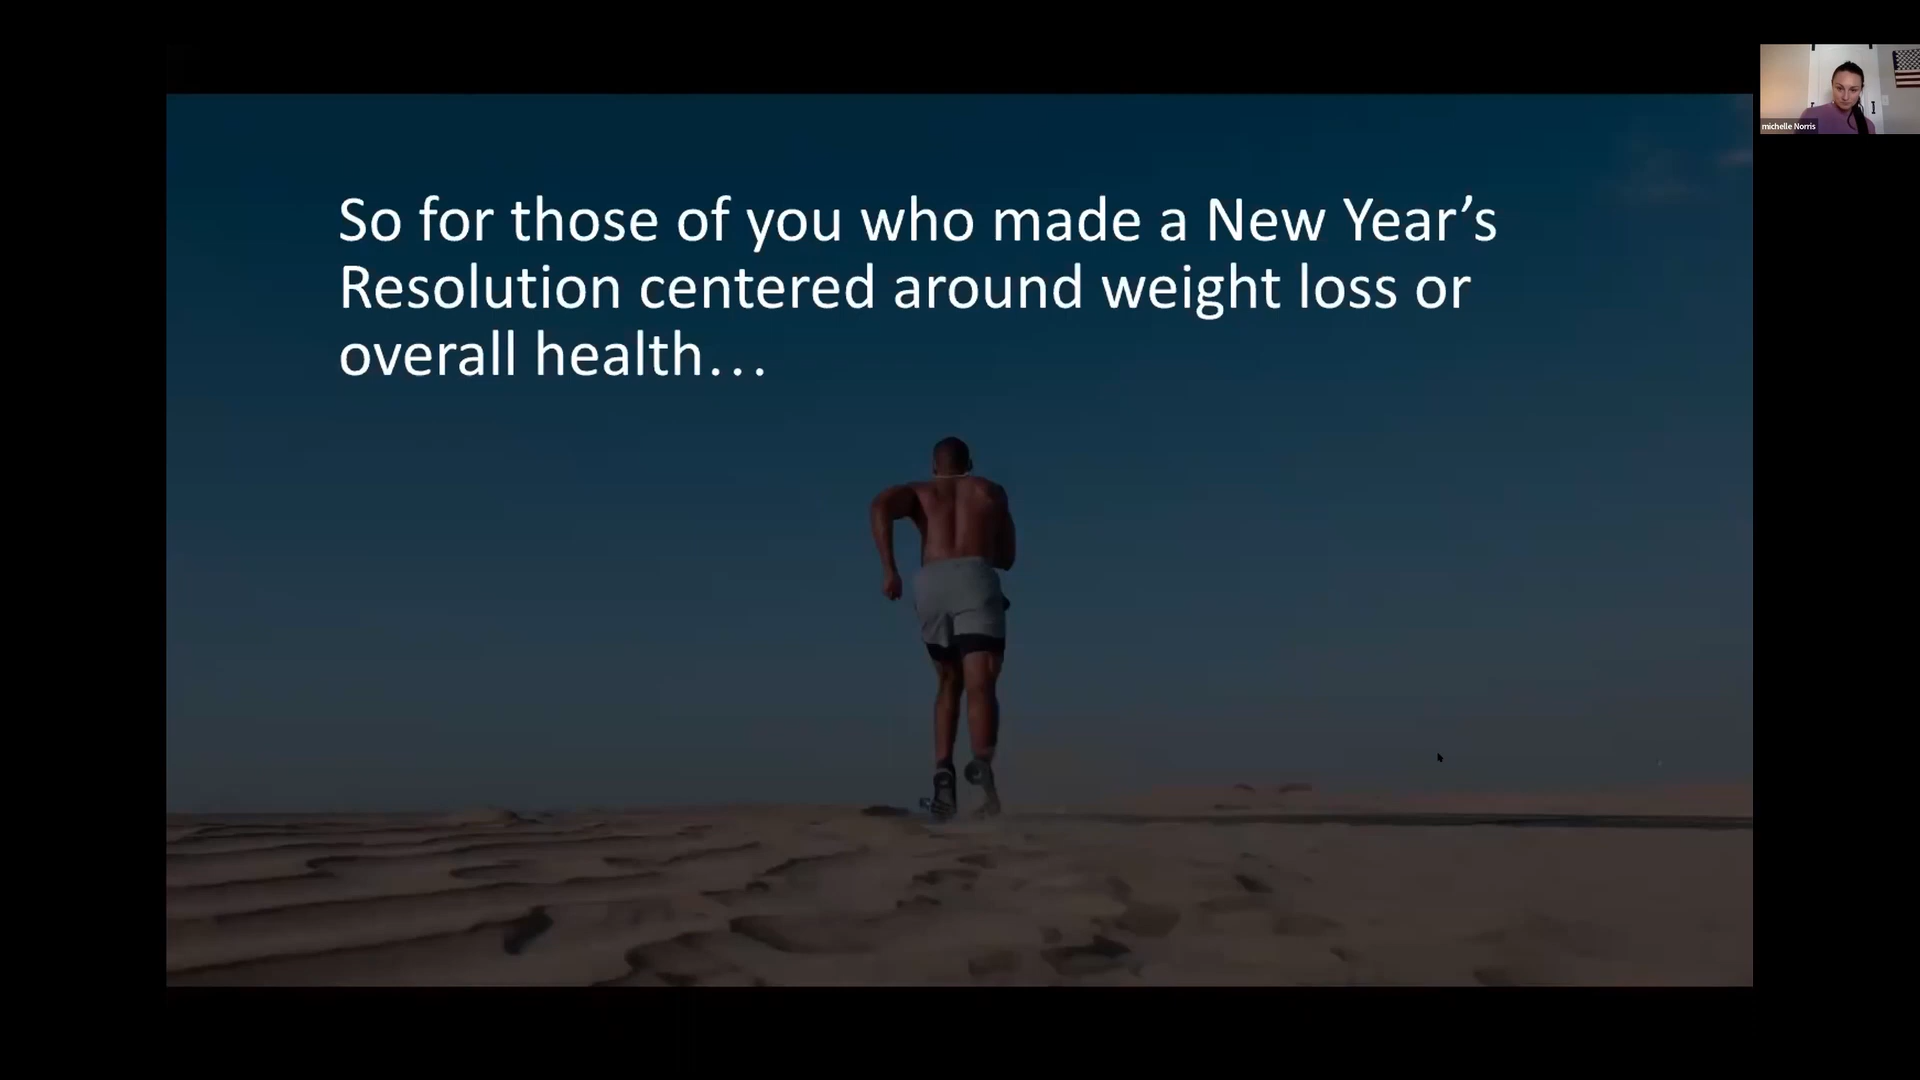 So for those of you who made a New Year’s
Resolution centered around weight loss or
overall health…
michelle Norris